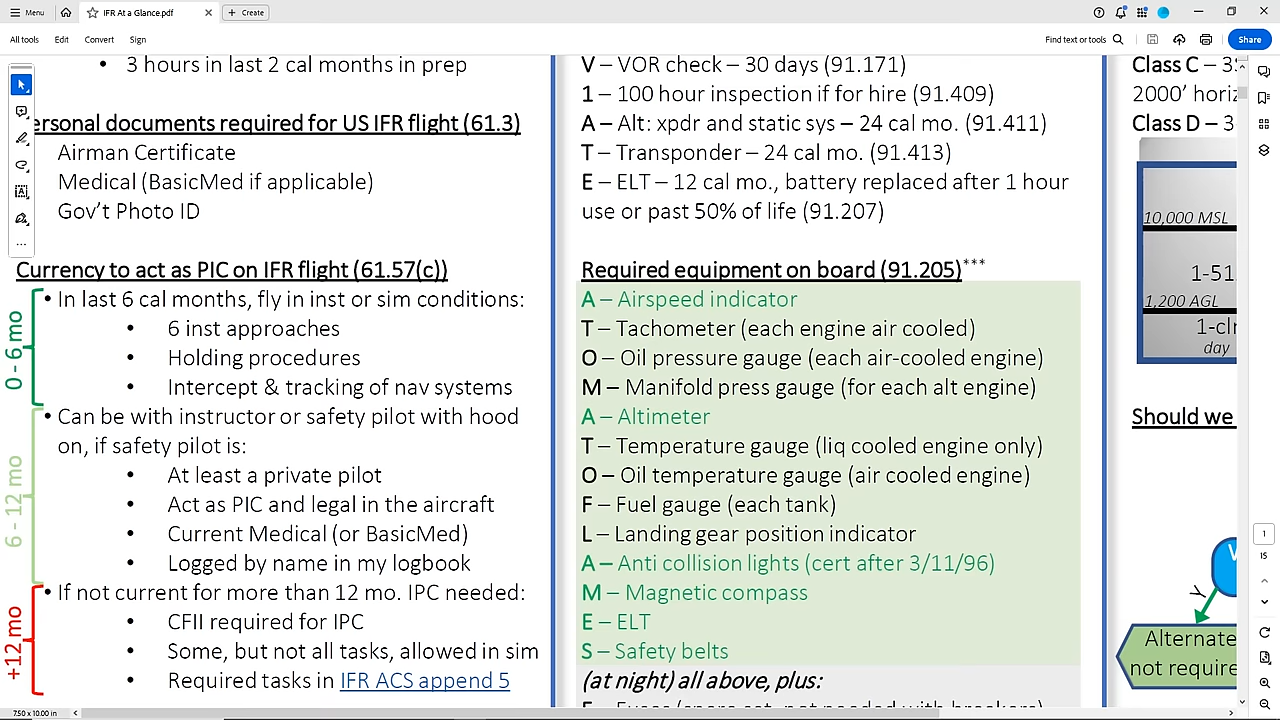 Menu
IFR At a Glance.pdf
Create
All tools
Edit
Convert
Sign
Find text or tools
Share
• 3 hours in last 2 cal months in prep
ersonal documents required for US IFR flight (61.3)
Airman Certificate
Medical (BasicMed if applicable)
Gov’t Photo ID
Currency to act as PIC on IFR flight (61.57(c))
0 - 6 mo
• In last 6 cal months, fly in inst or sim conditions:
• 6 inst approaches
• Holding procedures
• Intercept & tracking of nav systems
6 - 12 mo
• Can be with instructor or safety pilot with hood
on, if safety pilot is:
• At least a private pilot
• Act as PIC and legal in the aircraft
• Current Medical (or BasicMed)
• Logged by name in my logbook
+12 mo
• If not current for more than 12 mo. IPC needed:
• CFII required for IPC
• Some, but not all tasks, allowed in sim
• Required tasks in IFR ACS append 5
V – VOR check – 30 days (91.171)
1 – 100 hour inspection if for hire (91.409)
A – Alt: xpdr and static sys – 24 cal mo. (91.411)
T – Transponder – 24 cal mo. (91.413)
E – ELT – 12 cal mo., battery replaced after 1 hour
use or past 50% of life (91.207)
Required equipment on board (91.205)***
A – Airspeed indicator
T – Tachometer (each engine air cooled)
O – Oil pressure gauge (each air-cooled engine)
M – Manifold press gauge (for each alt engine)
A – Altimeter
T – Temperature gauge (liq cooled engine only)
O – Oil temperature gauge (air cooled engine)
F – Fuel gauge (each tank)
L – Landing gear position indicator
A – Anti collision lights (cert after 3/11/96)
M – Magnetic compass
E – ELT
S – Safety belts
(at night) all above, plus:
Class C – 3
2000’ horiz
Class D – 3
10,000 MSL
1-51
1,200 AGL
1-clr
day
Should we
Y
Alternate
not require
1
15
7.50 x 10.00 in